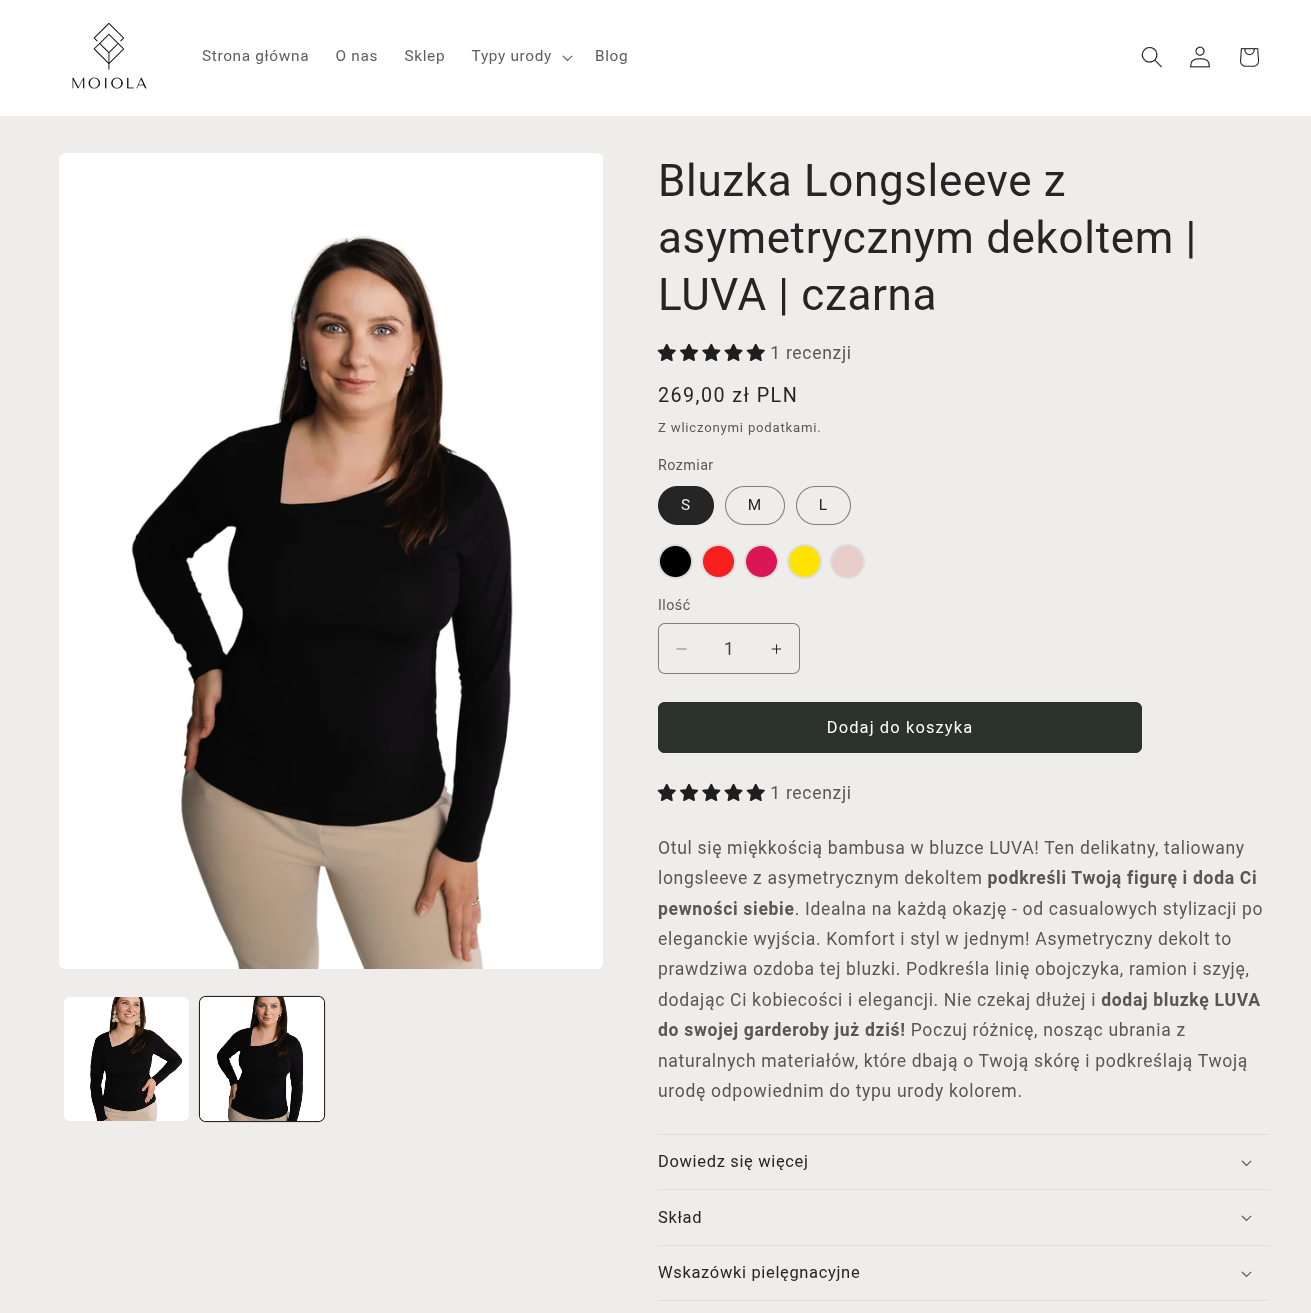 MOIOLA
Strona główna
O nas
Sklep
Typy urody
Blog
Bluzka Longsleeve z
asymetrycznym dekoltem |
LUVA | czarna
1 recenzji
269,00 zł PLN
Z wliczonymi podatkami.
Rozmiar
S
M
L
Ilość
1
Dodaj do koszyka
1 recenzji
Otul się miękkością bambusa w bluzce LUVA! Ten delikatny, taliowany
longsleeve z asymetrycznym dekoltem podkreśli Twoją figurę i doda Ci
pewności siebie. Idealna na każdą okazję - od casualowych stylizacji po
eleganckie wyjścia. Komfort i styl w jednym! Asymetryczny dekolt to
prawdziwa ozdoba tej bluzki. Podkreśla linię obojczyka, ramion i szyję,
dodając Ci kobiecości i elegancji. Nie czekaj dłużej i dodaj bluzkę LUVA
do swojej garderoby już dziś! Poczuj różnicę, nosząc ubrania z
naturalnych materiałów, które dbają o Twoją skórę i podkreślają Twoją
urodę odpowiednim do typu urody kolorem.
Dowiedz się więcej
Skład
Wskazówki pielęgnacyjne